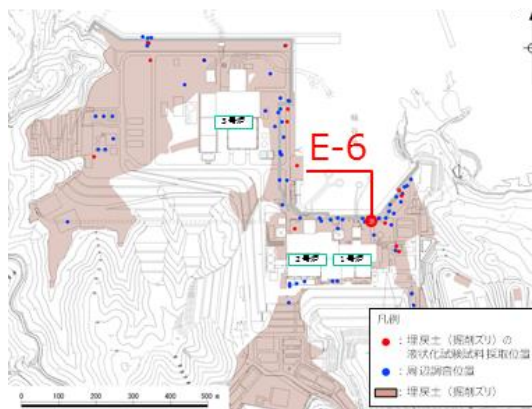 3号炉
E-6
2号炉
1号炉
凡例
：埋戻土（掘削ズリ）の
液状化試験試料採取位置
：周辺調査位置
：埋戻土（掘削ズリ）
0 100 200 300 400 500 m